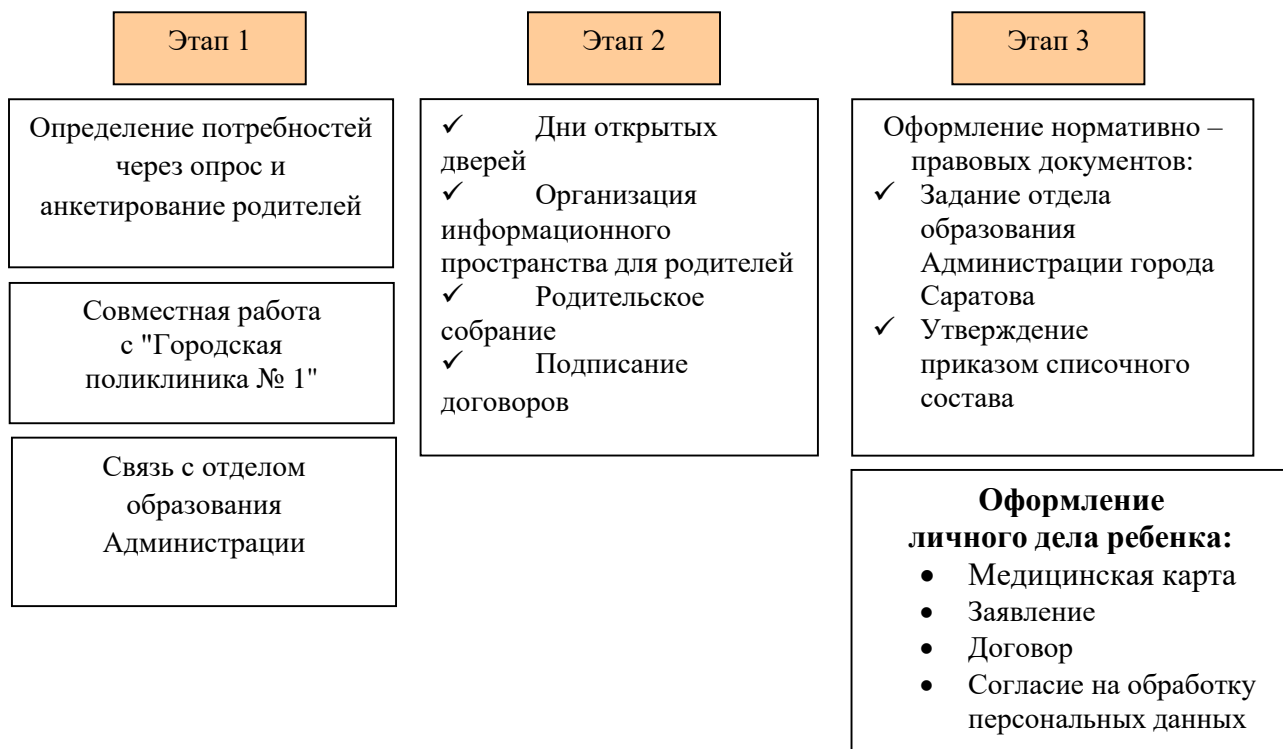 Этап 1
Определение потребностей
через опрос и
анкетирование родителей
Совместная работа
с "Городская
поликлиника № 1"
Связь с отделом
образования
Администрации
Этап 2
✓ Дни открытых
дверей
✓ Организация
информационного
пространства для родителей
✓ Родительское
собрание
✓ Подписание
договоров
Этап 3
Оформление нормативно –
правовых документов:
✓ Задание отдела
образования
Администрации города
Саратова
✓ Утверждение
приказом списочного
состава
Оформление
личного дела ребенка:
• Медицинская карта
• Заявление
• Договор
• Согласие на обработку
персональных данных